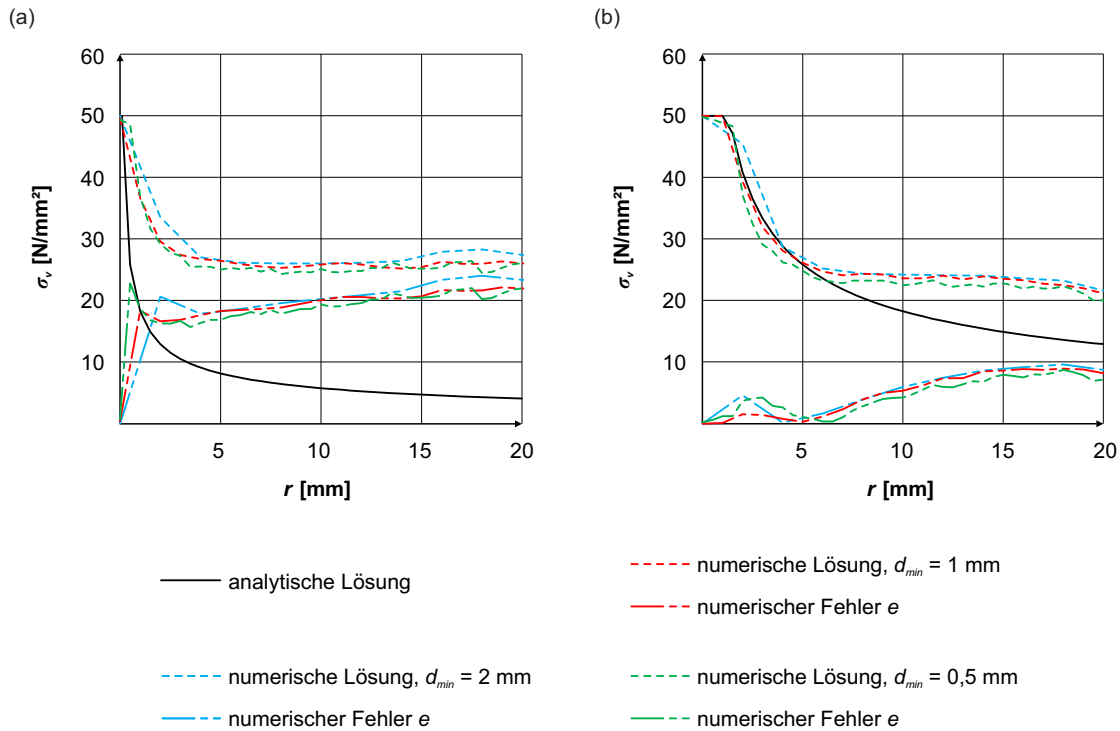 (a)
60
50
40
30
20
10
σv [N/mm²]
5
10
15
20
r [mm]
(b)
60
50
40
30
20
10
σv [N/mm²]
5
10
15
20
r [mm]
analytische Lösung
numerische Lösung, dmin = 1 mm
numerischer Fehler e
numerische Lösung, dmin = 2 mm
numerischer Fehler e
numerische Lösung, dmin = 0,5 mm
numerischer Fehler e